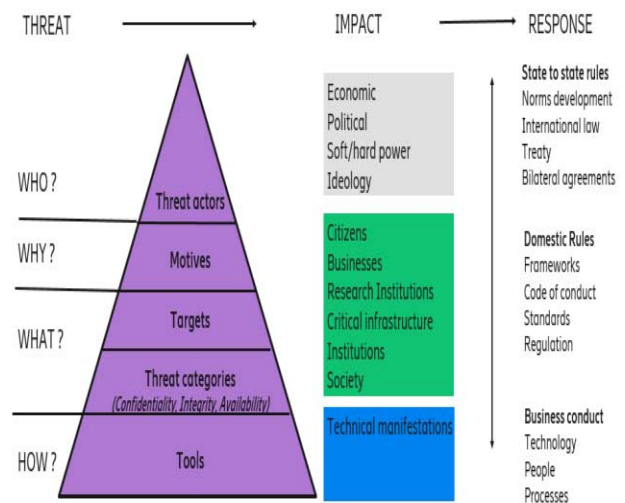 THREAT
IMPACT
RESPONSE
WHO ?
WHY ?
WHAT ?
HOW ?
Threat actors
Motives
Targets
Threat categories
(Confidentiality, Integrity, Availability)
Tools
Economic
Political
Soft/hard power
Ideology
Citizens
Businesses
Research Institutions
Critical infrastructure
Institutions
Society
Technical manifestations
State to state rules
Norms development
International law
Treaty
Bilateral agreements
Domestic Rules
Frameworks
Code of conduct
Standards
Regulation
Business conduct
Technology
People
Processes